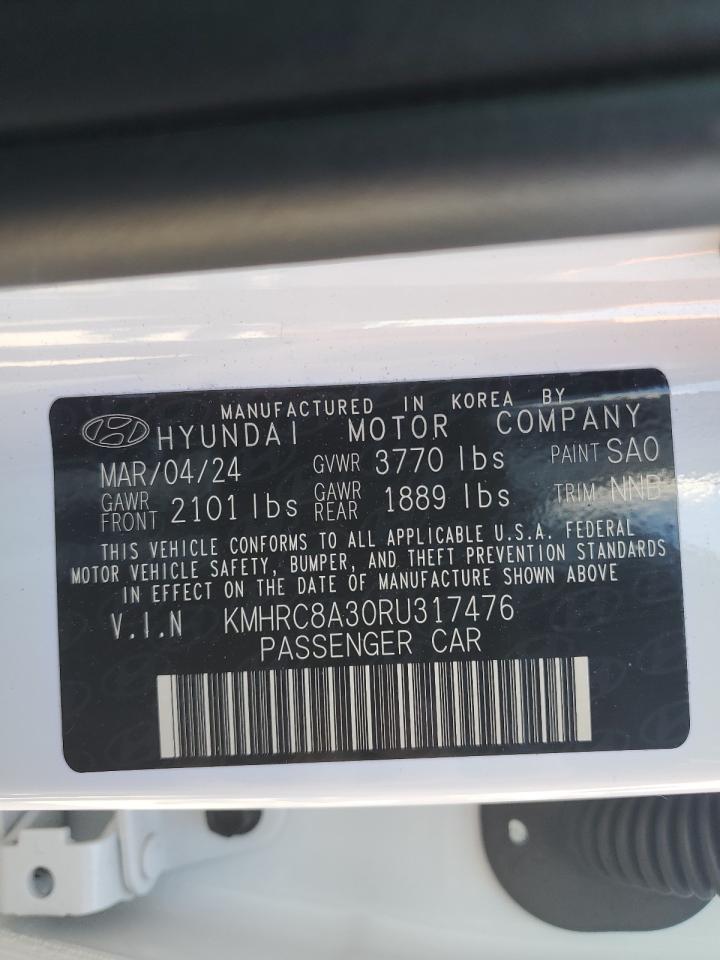 MANUFACTURED IN KOREA BY
HYUNDAI MOTOR COMPANY
MAR/04/24 GVWR 3770 lbs PAINT SAO
GAWR FRONT 2101 lbs GAWR REAR 1889 lbs TRIM NNB
THIS VEHICLE CONFORMS TO ALL APPLICABLE U.S.A. FEDERAL
MOTOR VEHICLE SAFETY, BUMPER, AND THEFT PREVENTION STANDARDS
IN EFFECT ON THE DATE OF MANUFACTURE SHOWN ABOVE
V.I.N KMHRC8A30RU317476
PASSENGER CAR